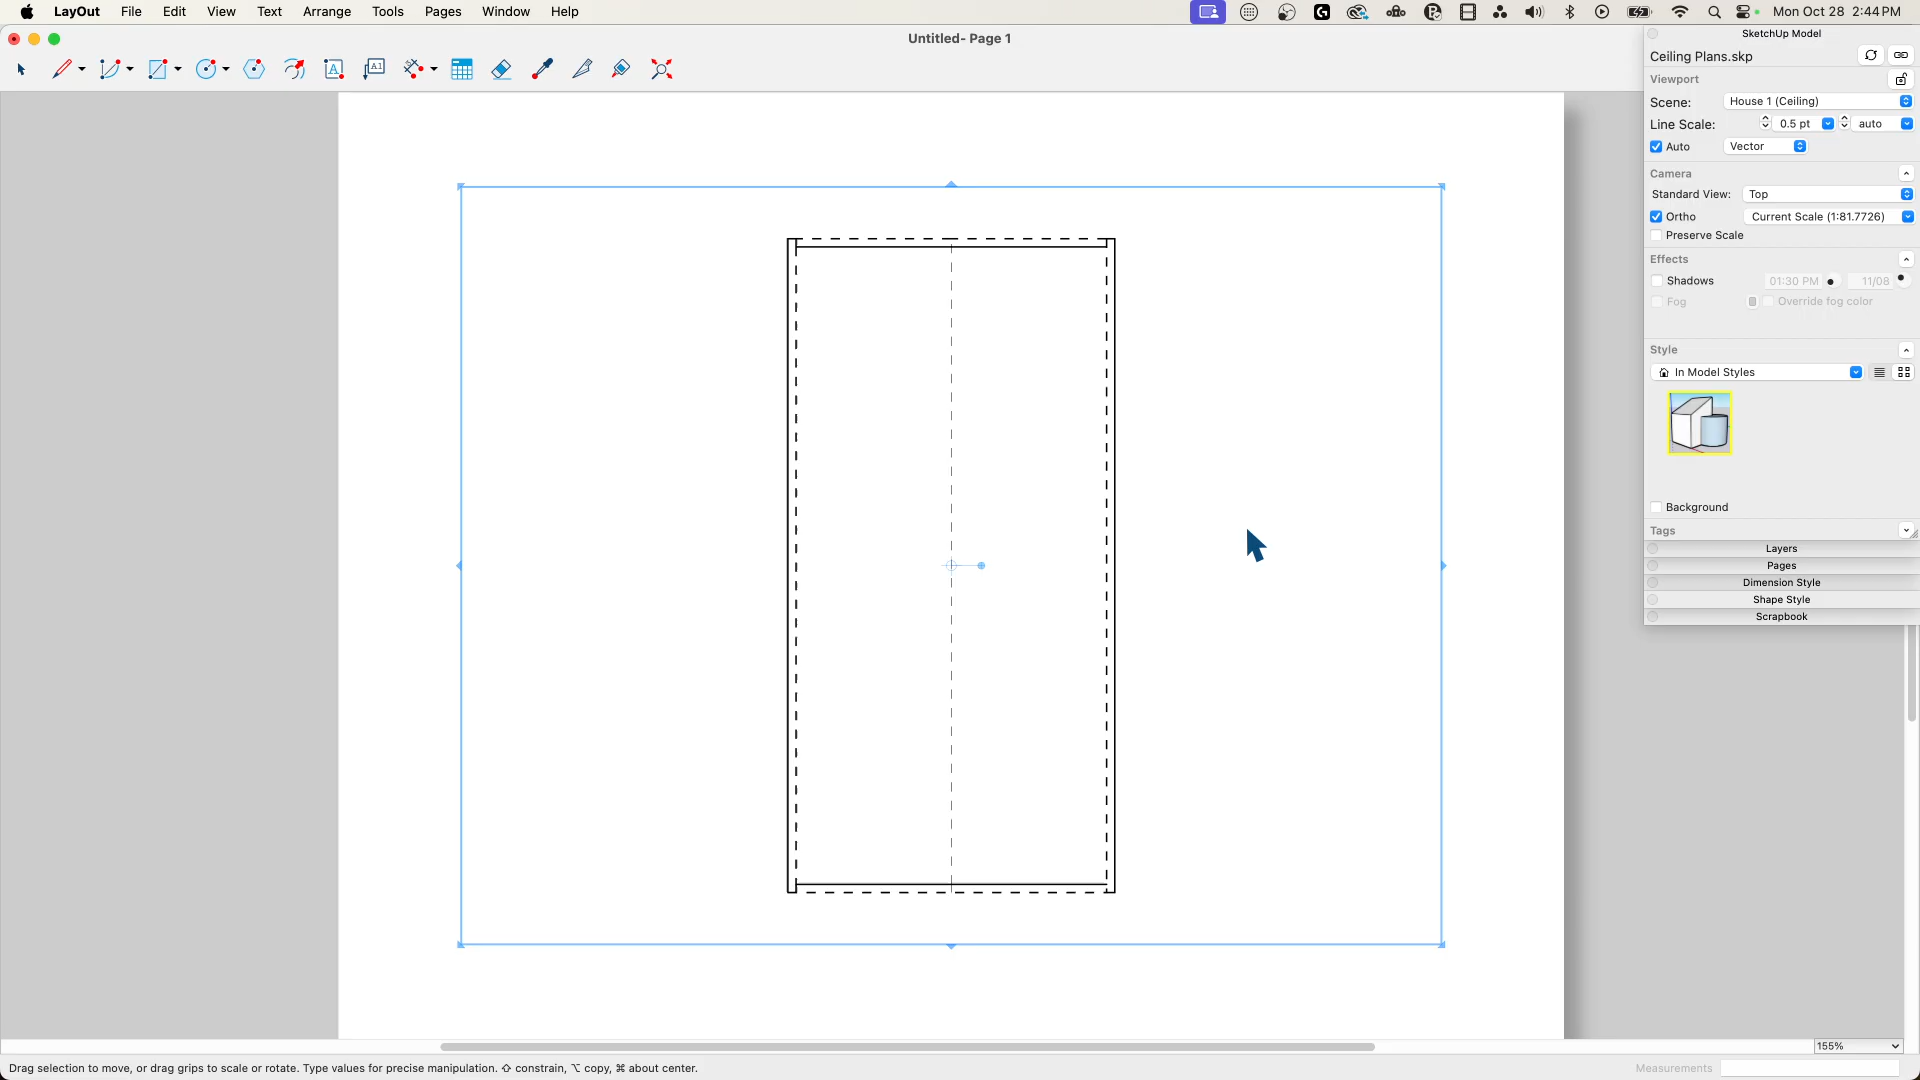 LayOut File Edit View Text Arrange Tools Pages Window Help Mon Oct 28 2:44 PM
Untitled- Page 1
SketchUp Model
Ceiling Plans.skp
Viewport
Scene: House 1 (Ceiling)
Line Scale: 0.5 pt auto
Auto Vector
Camera
Standard View: Top
Ortho Current Scale (1:81.7726)
Preserve Scale
Effects
Shadows 01:30 PM 11/08
Fog Override fog color
Style
In Model Styles
Background
Tags
Layers
Pages
Dimension Style
Shape Style
Scrapbook
155%
Drag selection to move, or drag grips to scale or rotate. Type values for precise manipulation. ⇧ constrain, ⌥ copy, ⌘ about center. Measurements